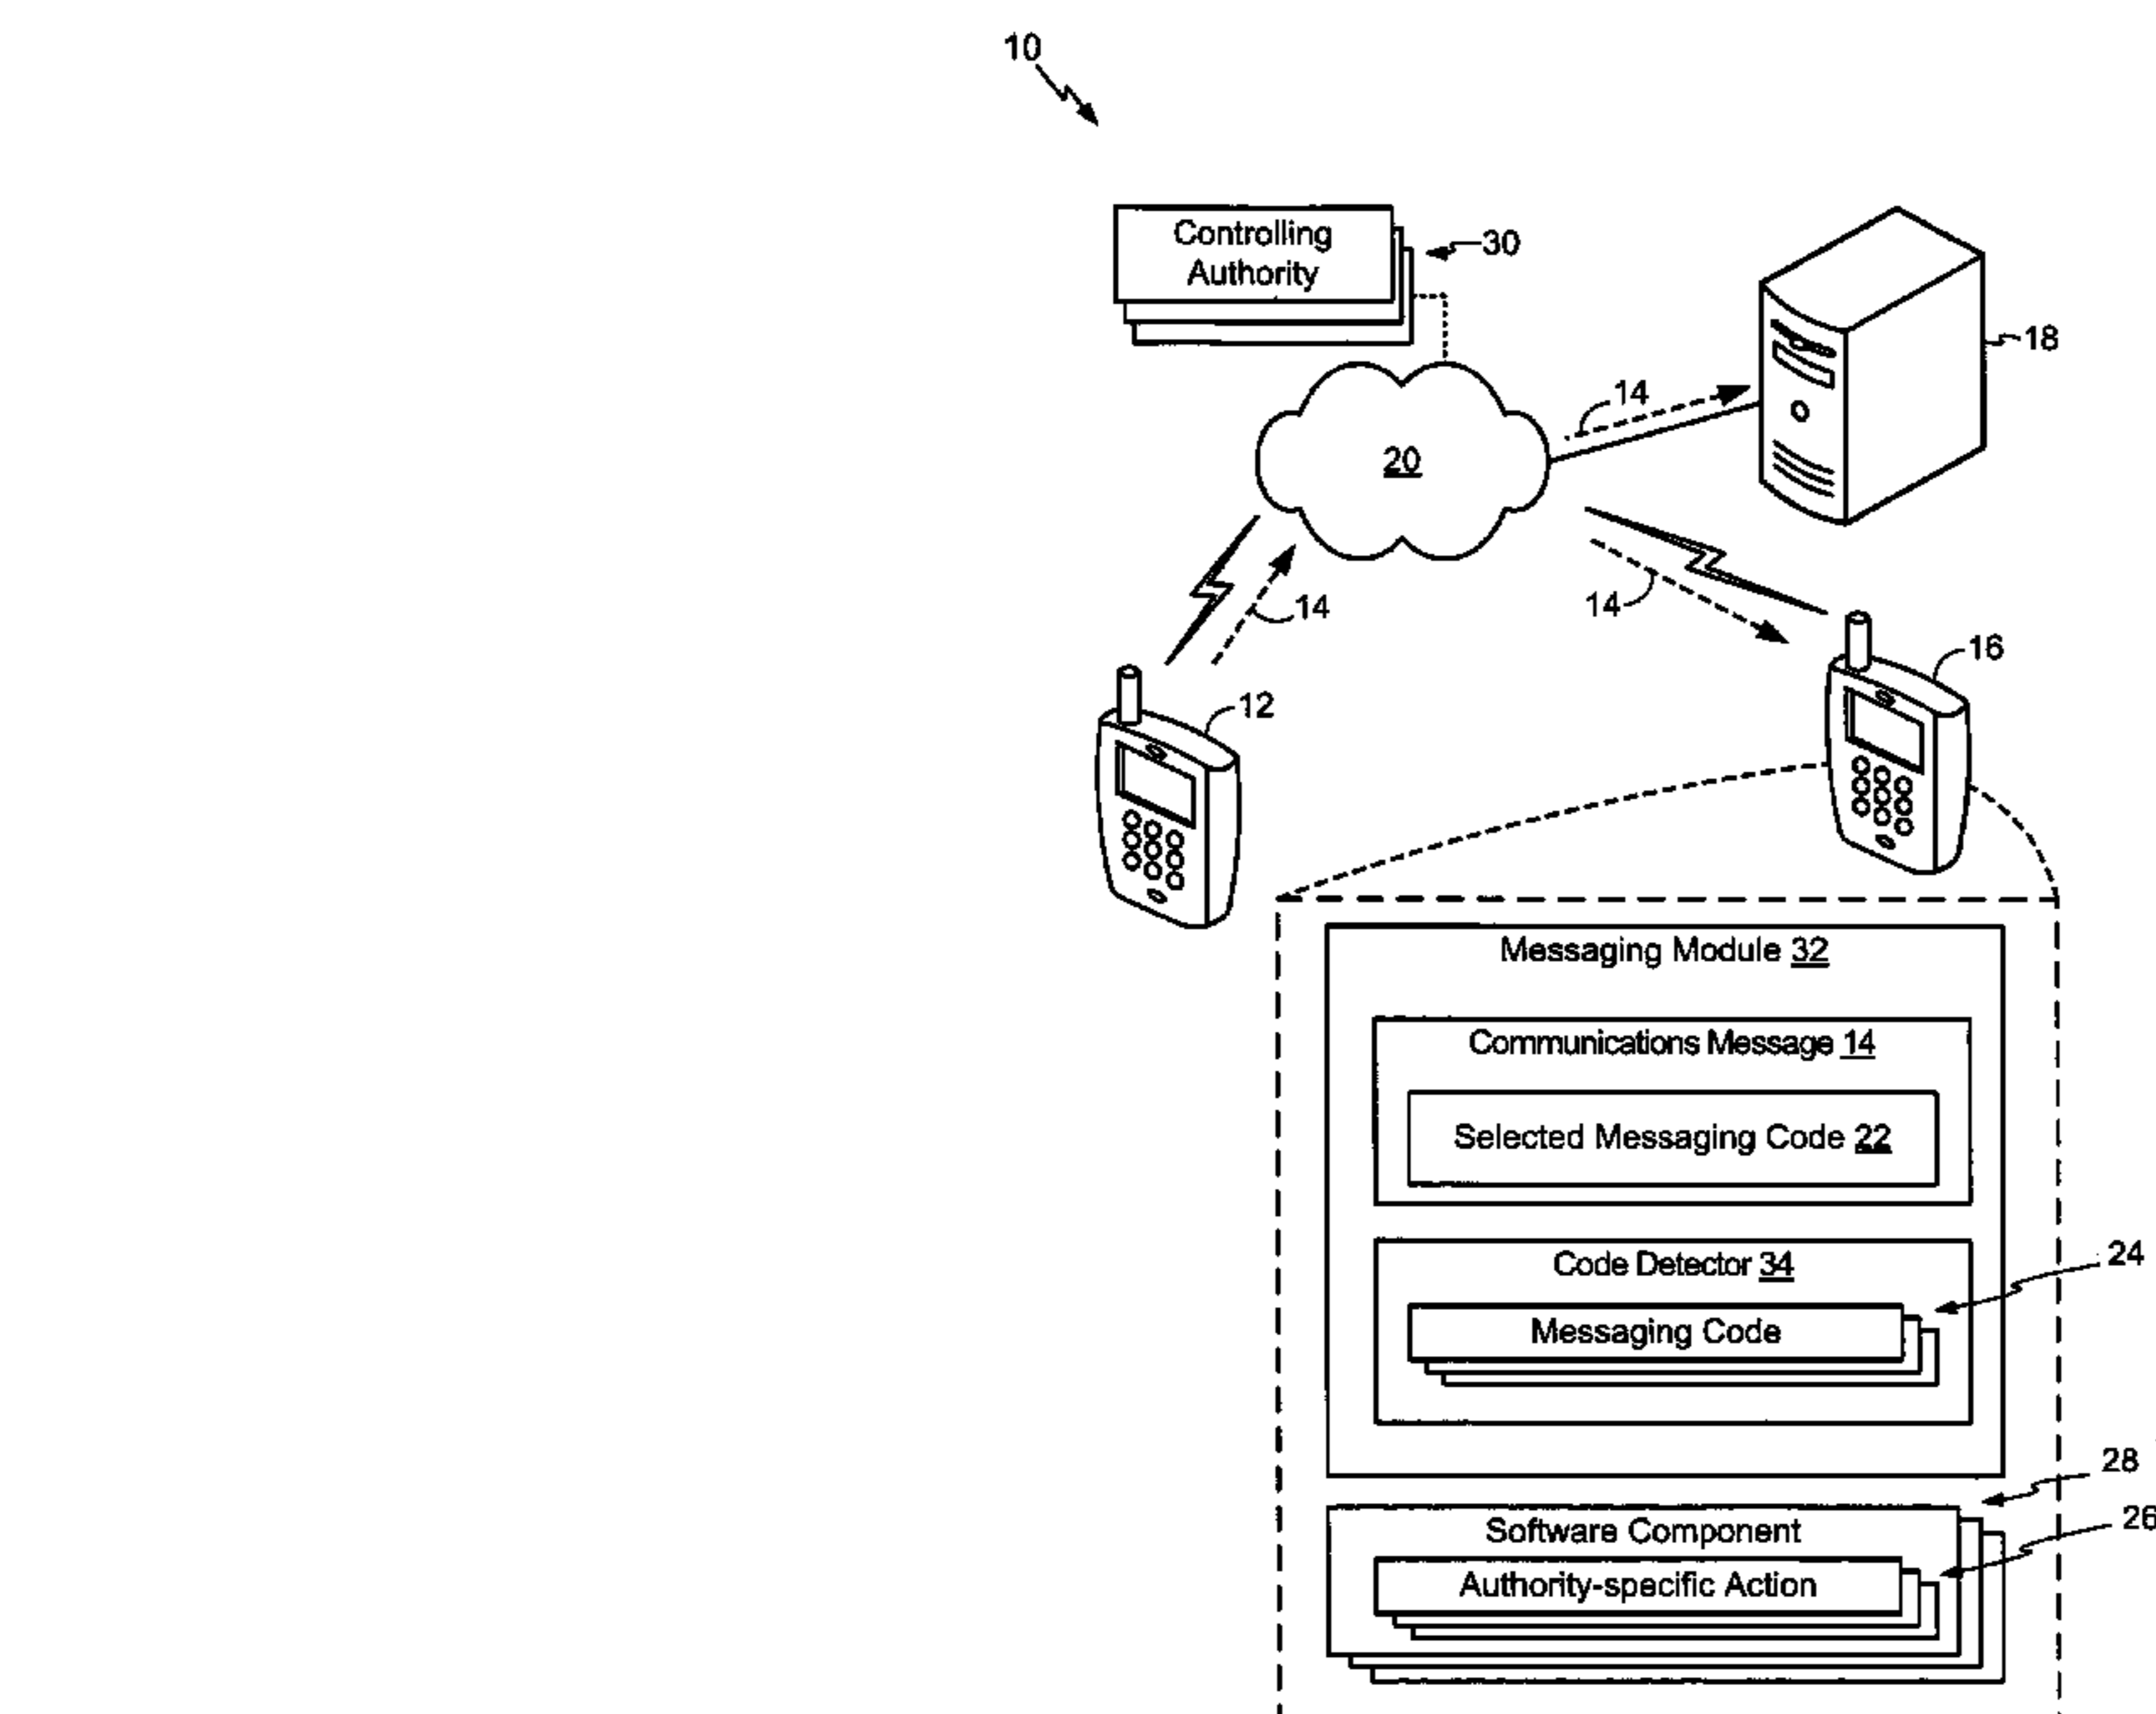 10
Controlling
Authority
30
18
14
20
14
14
16
12
Messaging Module 32
Communications Message 14
Selected Messaging Code 22
24
Code Detector 34
Messaging Code
28
26
Software Component
Authority-specific Action